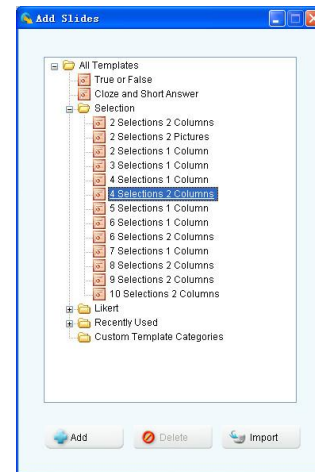 Add Slides
All Templates
True or False
Cloze and Short Answer
Selection
2 Selections 2 Columns
2 Selections 2 Pictures
2 Selections 1 Column
3 Selections 1 Column
4 Selections 1 Column
4 Selections 2 Columns
5 Selections 1 Column
6 Selections 1 Column
6 Selections 2 Columns
7 Selections 1 Column
8 Selections 2 Columns
9 Selections 2 Columns
10 Selections 2 Columns
Likert
Recently Used
Custom Template Categories
Add Delete Import